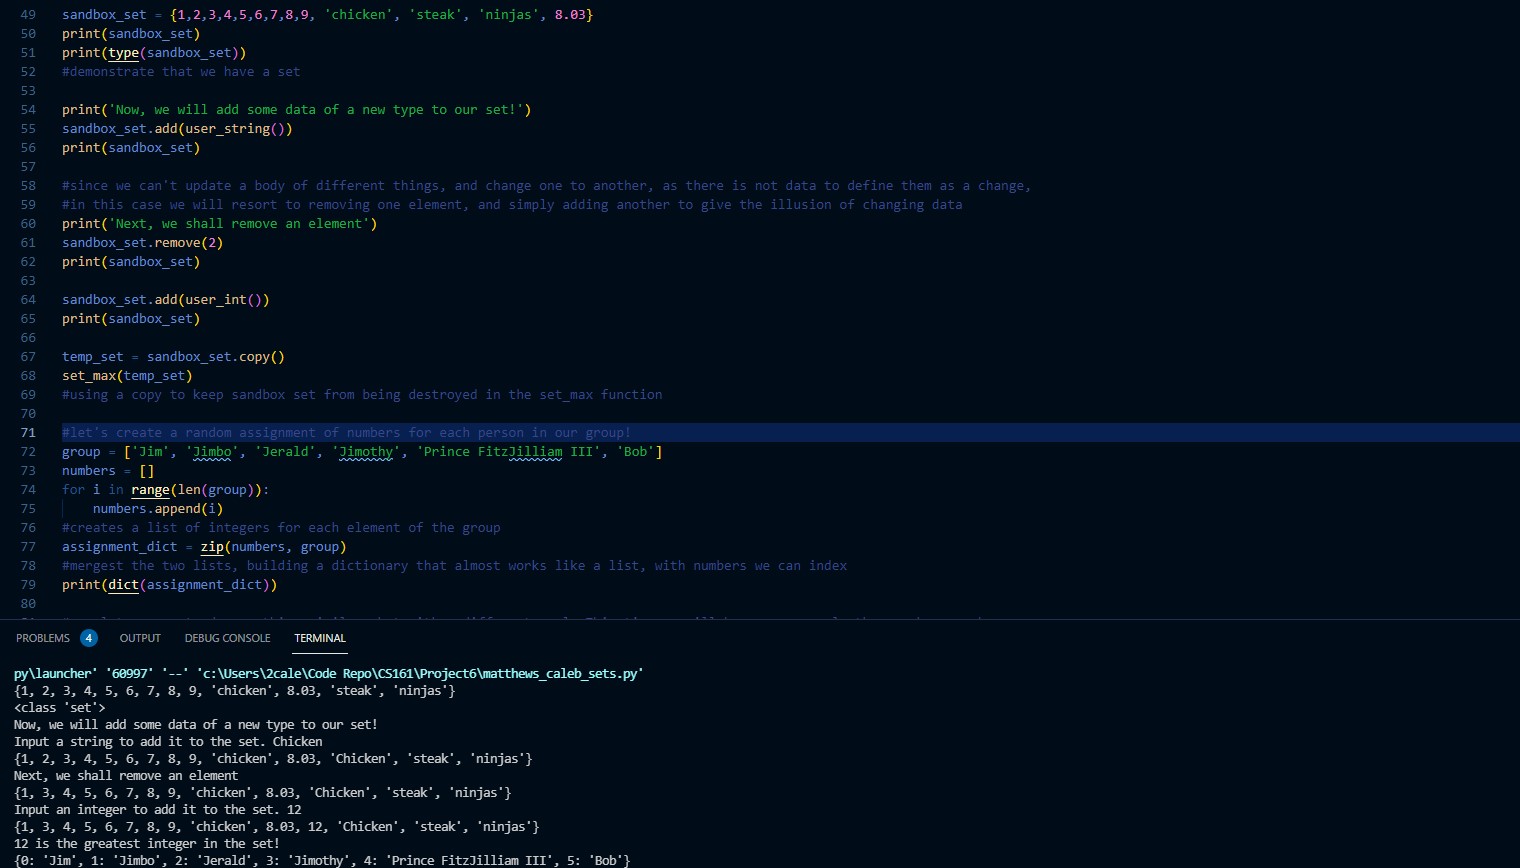 49 sandbox_set = {1,2,3,4,5,6,7,8,9, 'chicken', 'steak', 'ninjas', 8.03}
50 print(sandbox_set)
51 print(type(sandbox_set))
52 #demonstrate that we have a set
53
54 print('Now, we will add some data of a new type to our set!')
55 sandbox_set.add(user_string())
56 print(sandbox_set)
57
58 #since we can't update a body of different things, and change one to another, as there is not data to define them as a change,
59 #in this case we will resort to removing one element, and simply adding another to give the illusion of changing data
60 print('Next, we shall remove an element')
61 sandbox_set.remove(2)
62 print(sandbox_set)
63
64 sandbox_set.add(user_int())
65 print(sandbox_set)
66
67 temp_set = sandbox_set.copy()
68 set_max(temp_set)
69 #using a copy to keep sandbox set from being destroyed in the set_max function
70
71 #let's create a random assignment of numbers for each person in our group!
72 group = ['Jim', 'Jimbo', 'Jerald', 'Jimothy', 'Prince FitzJilliam III', 'Bob']
73 numbers = []
74 for i in range(len(group)):
75     numbers.append(i)
76 #creates a list of integers for each element of the group
77 assignment_dict = zip(numbers, group)
78 #mergest the two lists, building a dictionary that almost works like a list, with numbers we can index
79 print(dict(assignment_dict))
80
PROBLEMS 4 OUTPUT DEBUG CONSOLE TERMINAL
py\launcher' '60997' '--' 'c:\Users\2cale\Code Repo\CS161\Project6\matthews_caleb_sets.py'
{1, 2, 3, 4, 5, 6, 7, 8, 9, 'chicken', 8.03, 'steak', 'ninjas'}
<class 'set'>
Now, we will add some data of a new type to our set!
Input a string to add it to the set. Chicken
{1, 2, 3, 4, 5, 6, 7, 8, 9, 'chicken', 8.03, 'Chicken', 'steak', 'ninjas'}
Next, we shall remove an element
{1, 3, 4, 5, 6, 7, 8, 9, 'chicken', 8.03, 'Chicken', 'steak', 'ninjas'}
Input an integer to add it to the set. 12
{1, 3, 4, 5, 6, 7, 8, 9, 'chicken', 8.03, 12, 'Chicken', 'steak', 'ninjas'}
12 is the greatest integer in the set!
{0: 'Jim', 1: 'Jimbo', 2: 'Jerald', 3: 'Jimothy', 4: 'Prince FitzJilliam III', 5: 'Bob'}